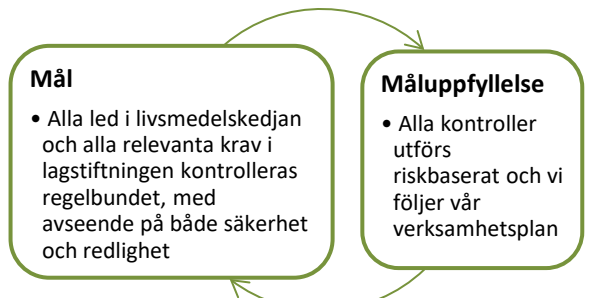 Mål
• Alla led i livsmedelskedjan
och alla relevanta krav i
lagstiftningen kontrolleras
regelbundet, med
avseende på både säkerhet
och redlighet
Måluppfyllelse
• Alla kontroller
utförs
riskbaserat och vi
följer vår
verksamhetsplan